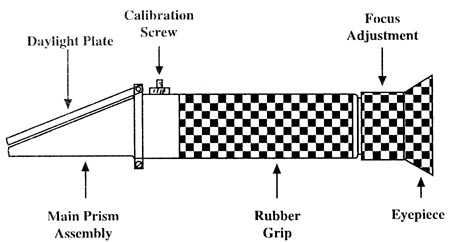 Calibration
Screw
Focus
Adjustment
Daylight Plate
Main Prism
Assembly
Rubber
Grip
Eyepiece